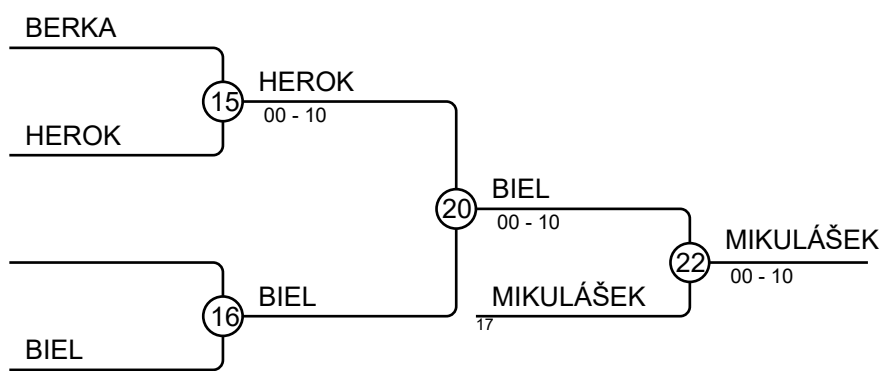 BERKA
15
HEROK
00 - 10
HEROK
20
BIEL
00 - 10
22
MIKULÁŠEK
00 - 10
16
BIEL
MIKULÁŠEK
17
BIEL